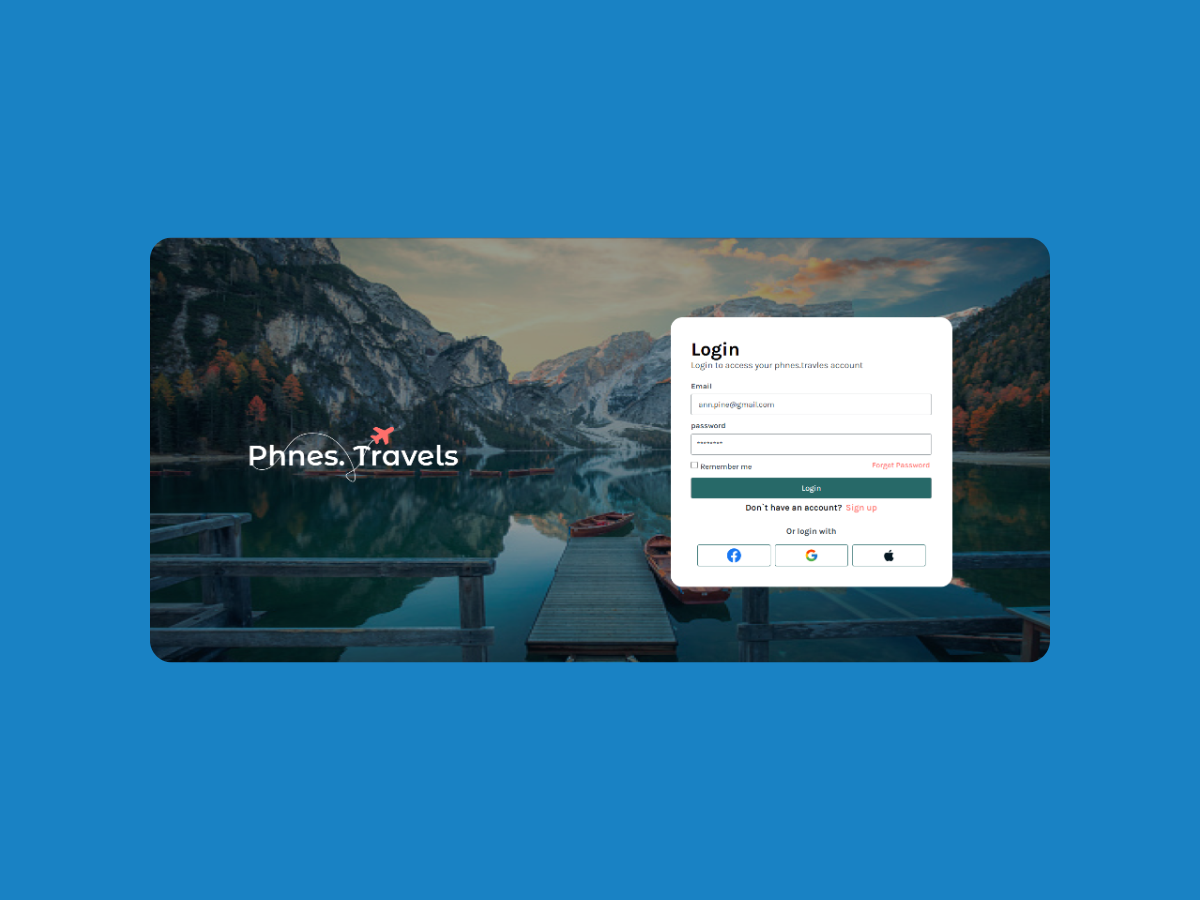 Phnes. Travels
Login
Login to access your phnes.travles account
Email
ann.pine@gmail.com
password
********
Remember me
Forget Password
Login
Don`t have an account? Sign up
Or login with